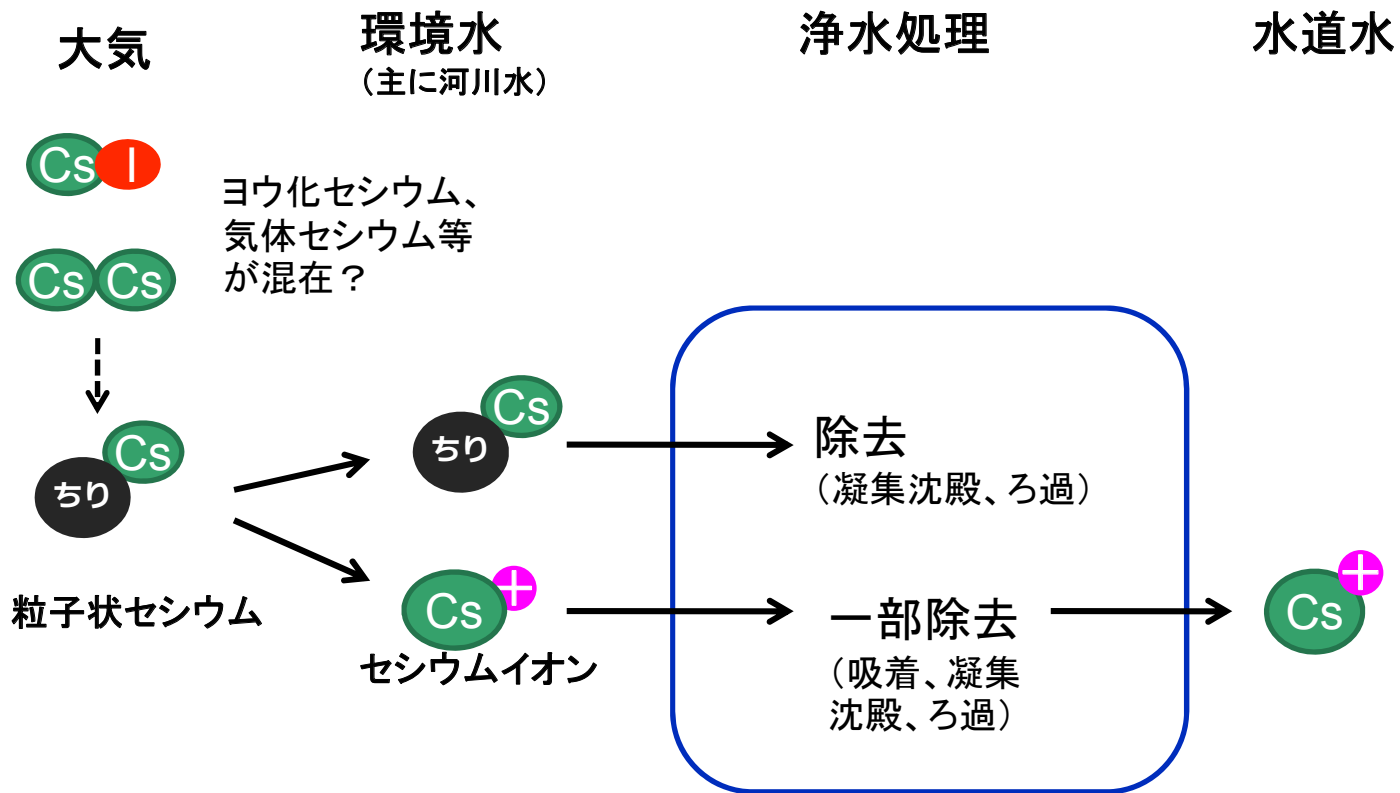 大気
環境水
（主に河川水）
浄水処理
水道水
Cs I
ヨウ化セシウム、
気体セシウム等
が混在？
Cs Cs
Cs
ちり
粒子状セシウム
Cs
ちり
除去
（凝集沈殿、ろ過）
Cs +
セシウムイオン
一部除去
（吸着、凝集
沈殿、ろ過）
Cs +